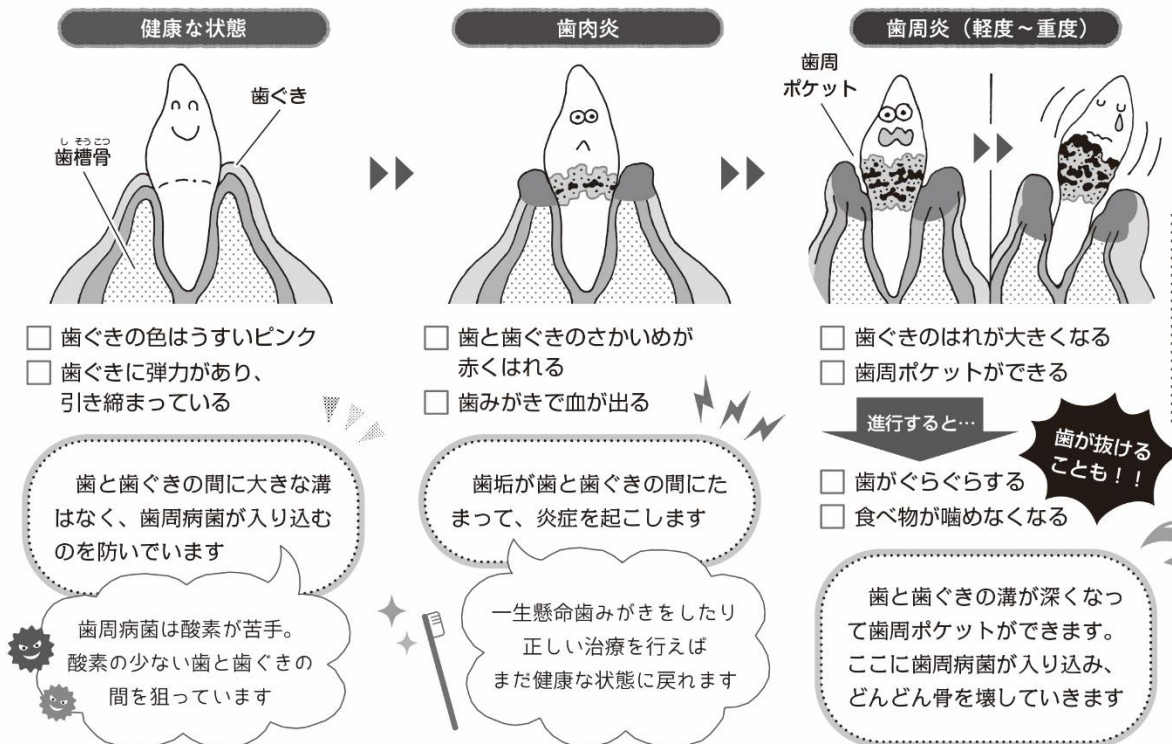 健康な状態
歯ぐき
しそうこつ
歯槽骨
歯ぐきの色はうすいピンク
歯ぐきに弾力があり、
引き締まっている
歯と歯ぐきの間に大きな溝
はなく、歯周病菌が入り込む
のを防いでいます
歯周病菌は酸素が苦手。
酸素の少ない歯と歯ぐきの
間を狙っています
歯肉炎
歯と歯ぐきのさかいめが
赤くはれる
歯みがきで血が出る
歯垢が歯と歯ぐきの間にた
まって、炎症を起こします
一生懸命歯みがきをしたり
正しい治療を行えば
まだ健康な状態に戻れます
歯周炎（軽度～重度）
歯周
ポケット
歯ぐきのはれが大きくなる
歯周ポケットができる
進行すると…
歯が抜ける
ことも！！
歯がぐらぐらする
食べ物が噛めなくなる
歯と歯ぐきの溝が深くなっ
て歯周ポケットができます。
ここに歯周病菌が入り込み、
どんどん骨を壊していきます